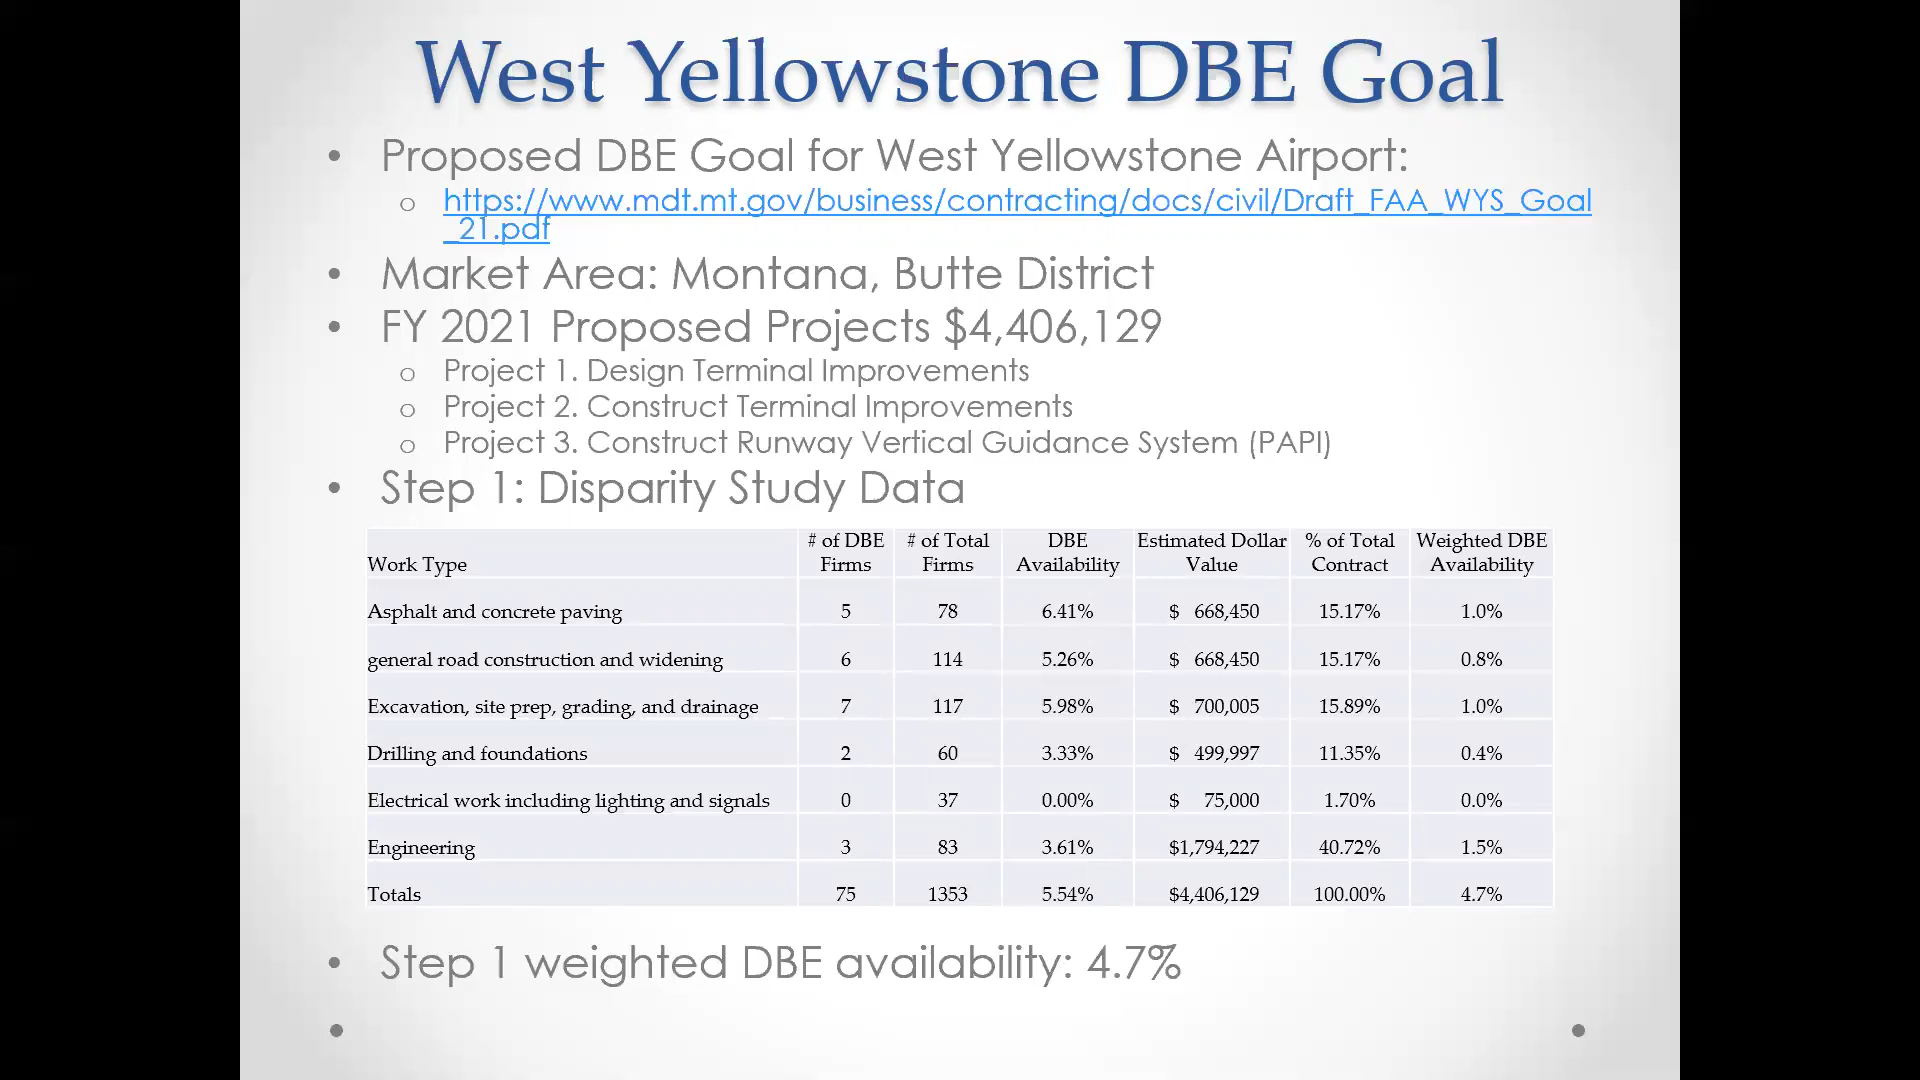 West Yellowstone DBE Goal
• Proposed DBE Goal for West Yellowstone Airport:
o https://www.mdt.mt.gov/business/contracting/docs/civil/Draft_FAA_WYS_Goal
_21.pdf
• Market Area: Montana, Butte District
• FY 2021 Proposed Projects $4,406,129
o Project 1. Design Terminal Improvements
o Project 2. Construct Terminal Improvements
o Project 3. Construct Runway Vertical Guidance System (PAPI)
• Step 1: Disparity Study Data
Work Type # of DBE Firms # of Total Firms DBE Availability Estimated Dollar Value % of Total Contract Weighted DBE Availability
Asphalt and concrete paving 5 78 6.41% $ 668,450 15.17% 1.0%
general road construction and widening 6 114 5.26% $ 668,450 15.17% 0.8%
Excavation, site prep, grading, and drainage 7 117 5.98% $ 700,005 15.89% 1.0%
Drilling and foundations 2 60 3.33% $ 499,997 11.35% 0.4%
Electrical work including lighting and signals 0 37 0.00% $ 75,000 1.70% 0.0%
Engineering 3 83 3.61% $1,794,227 40.72% 1.5%
Totals 75 1353 5.54% $4,406,129 100.00% 4.7%
• Step 1 weighted DBE availability: 4.7%